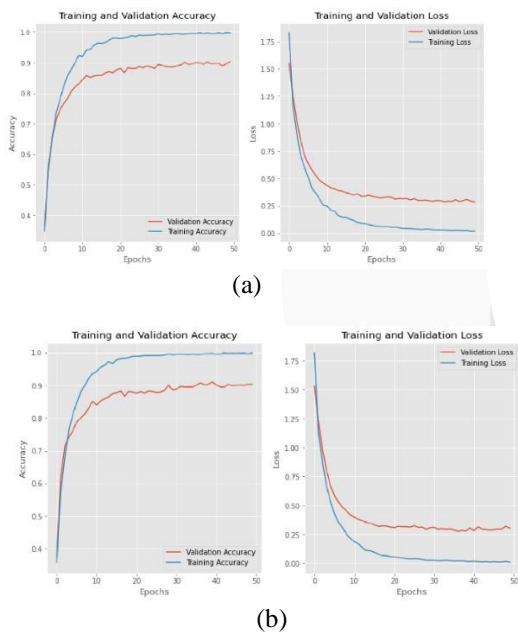 Training and Validation Accuracy
1.0
0.9
0.8
0.7
0.6
0.5
0.4
Accuracy
Validation Accuracy
Training Accuracy
0 10 20 30 40 50
Epochs
Training and Validation Loss
1.75
1.50
1.25
1.00
0.75
0.50
0.25
0.00
Loss
Validation Loss
Training Loss
0 10 20 30 40 50
Epochs
(a)
Training and Validation Accuracy
1.0
0.9
0.8
0.7
0.6
0.5
0.4
Accuracy
Validation Accuracy
Training Accuracy
0 10 20 30 40 50
Epochs
Training and Validation Loss
1.75
1.50
1.25
1.00
0.75
0.50
0.25
0.00
Loss
Validation Loss
Training Loss
0 10 20 30 40 50
Epochs
(b)